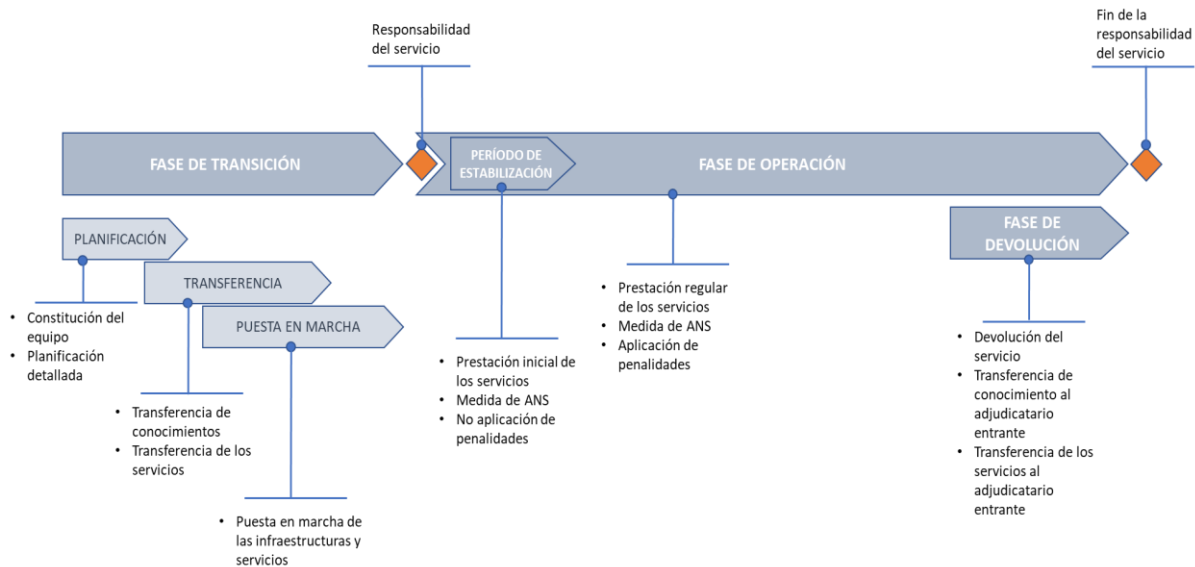 Responsabilidad
del servicio
Fin de la
responsabilidad
del servicio
FASE DE TRANSICIÓN
PERÍODO DE
ESTABILIZACIÓN
FASE DE OPERACIÓN
FASE DE
DEVOLUCIÓN
PLANIFICACIÓN
TRANSFERENCIA
PUESTA EN MARCHA
• Constitución del
equipo
• Planificación
detallada
• Transferencia de
conocimientos
• Transferencia de los
servicios
• Puesta en marcha de
las infraestructuras y
servicios
• Prestación inicial de
los servicios
• Medida de ANS
• No aplicación de
penalidades
• Prestación regular
de los servicios
• Medida de ANS
• Aplicación de
penalidades
• Devolución del
servicio
• Transferencia de
conocimiento al
adjudicatario
entrante
• Transferencia de los
servicios al
adjudicatario
entrante